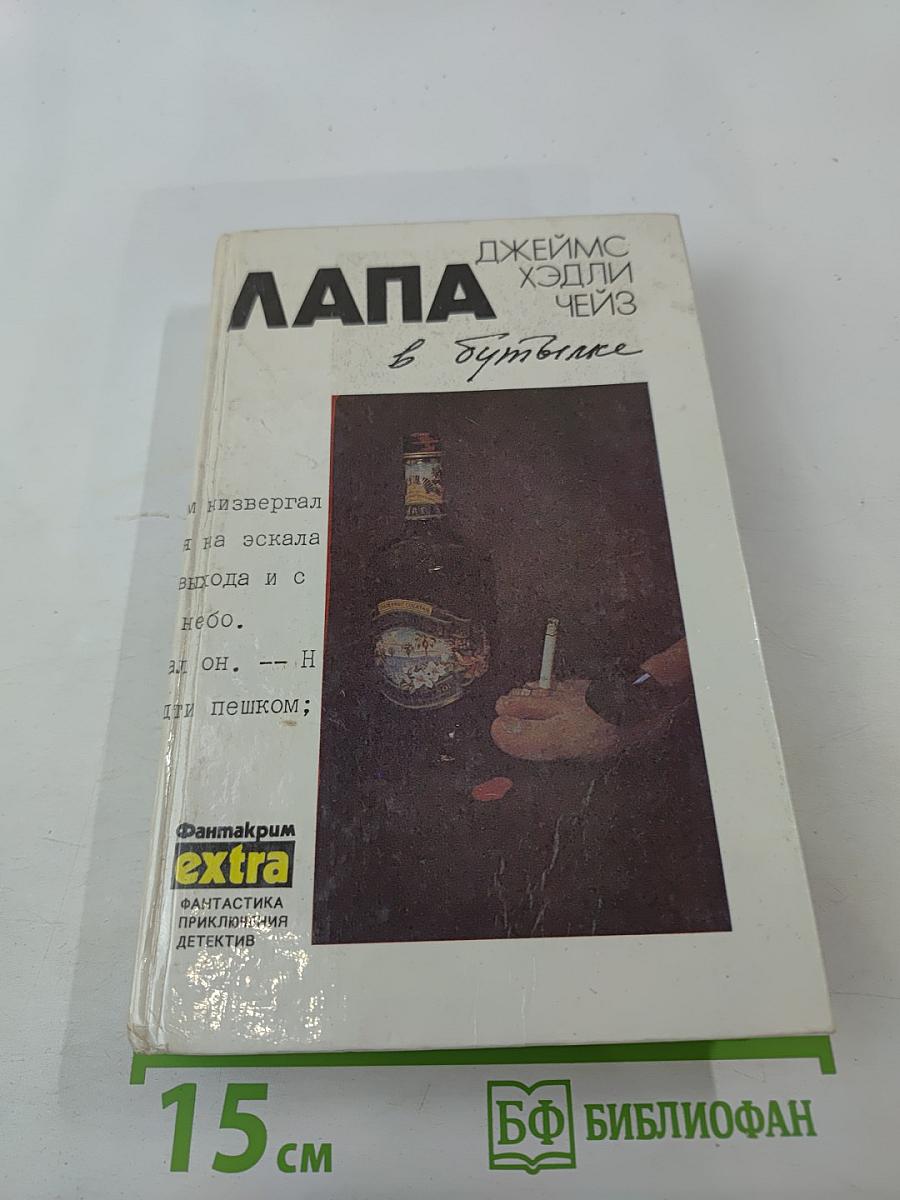 ДЖЕЙМС
ХЭДЛИ
ЧЕЙЗ
ЛАПА
в бутылке
м низвергал
я на эскала
выхода и с
небо.
ал он. -- Н
дти пешком;
Фантакрим
extra
ФАНТАСТИКА
ПРИКЛЮЧЕНИЯ
ДЕТЕКТИВ
15 см
БФ БИБЛИОФАН